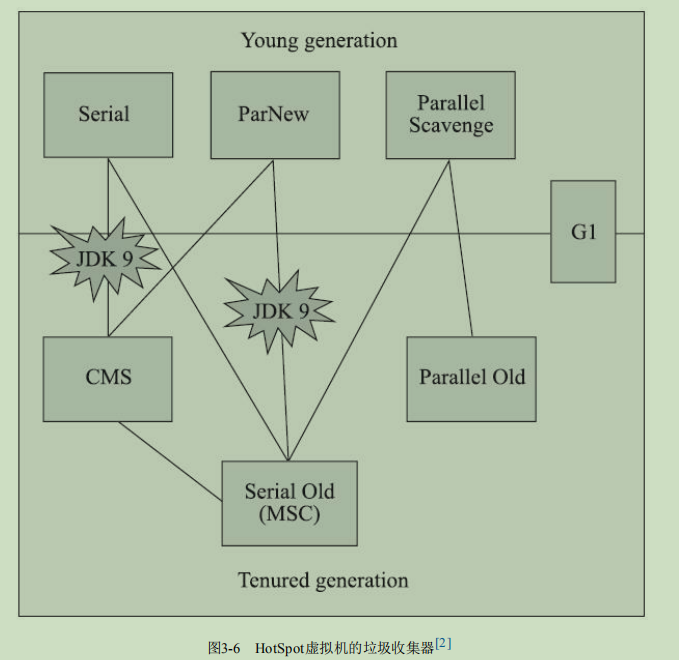 Young generation
Serial
ParNew
Parallel
Scavenge
G1
JDK 9
JDK 9
CMS
Parallel Old
Serial Old
(MSC)
Tenured generation
图3-6 HotSpot虚拟机的垃圾收集器[2]